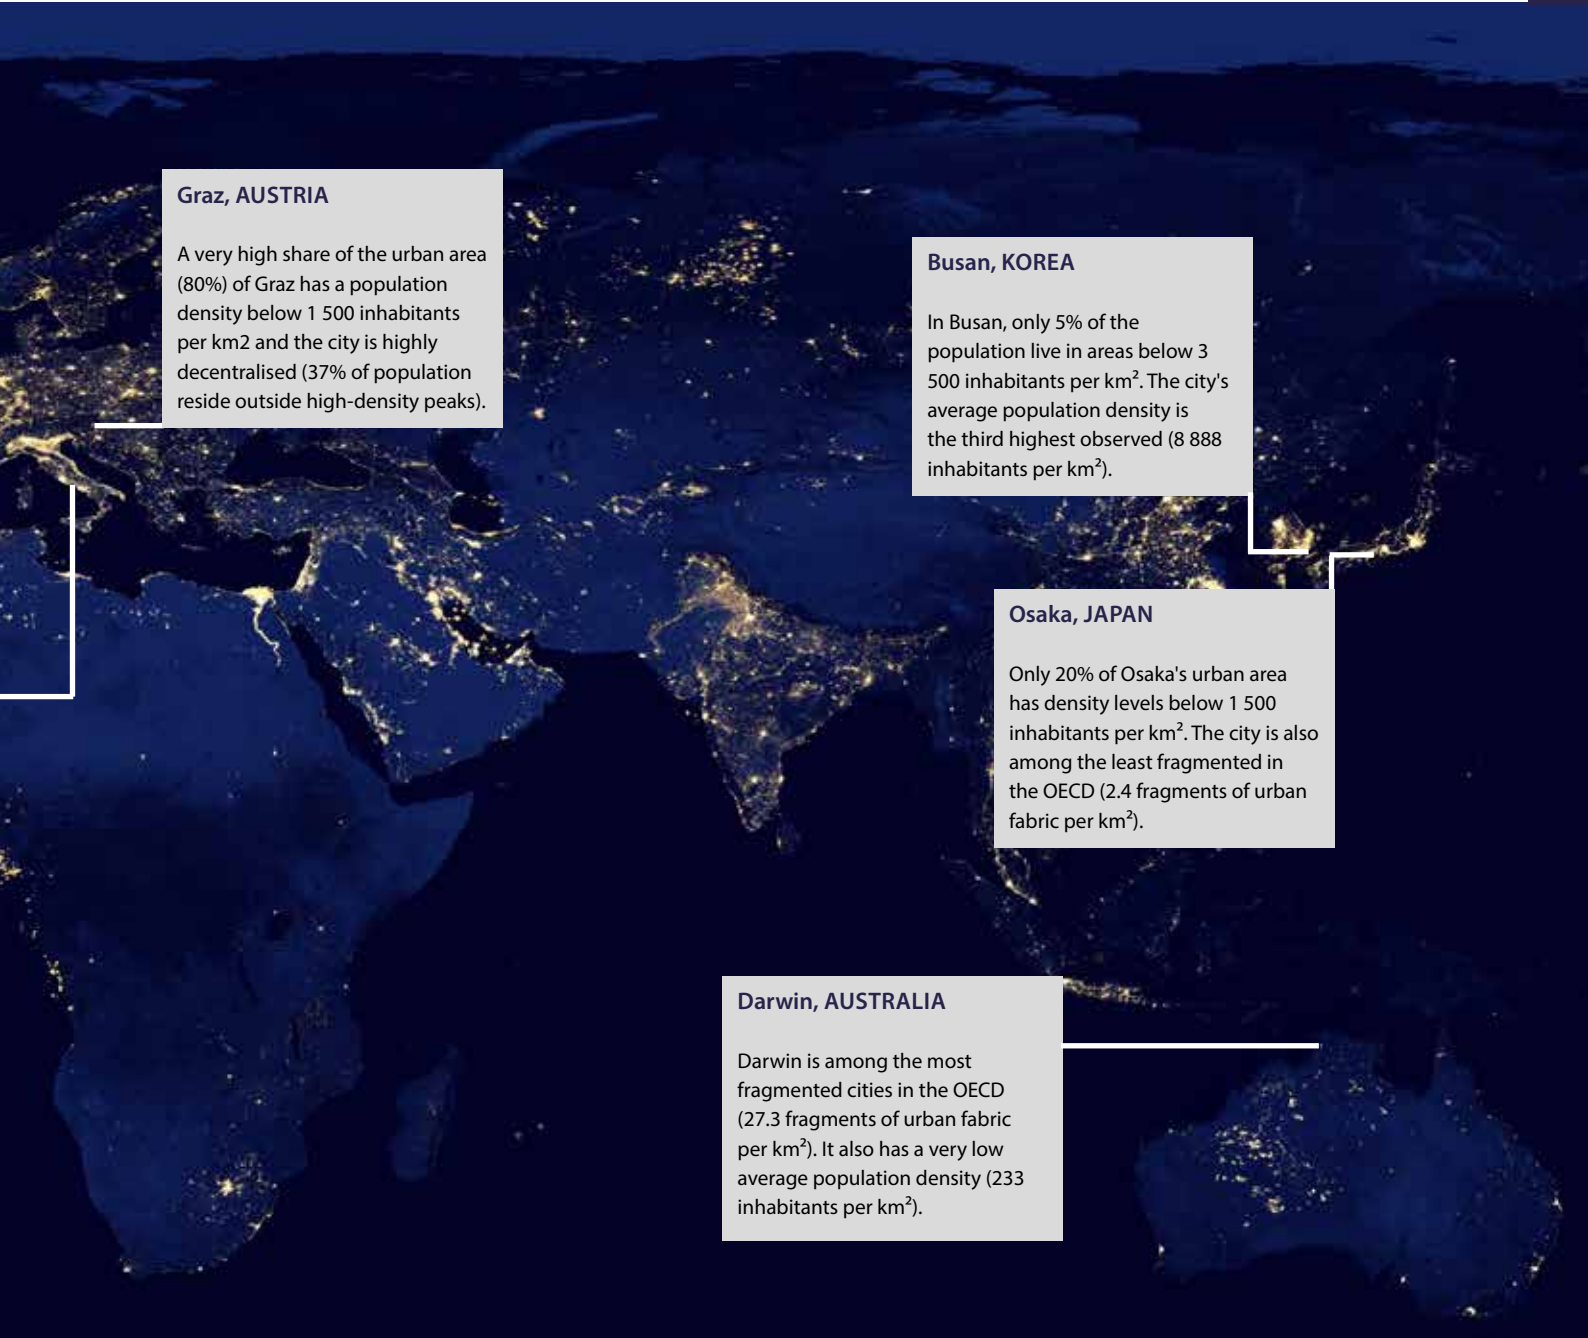 Graz, AUSTRIA
A very high share of the urban area
(80%) of Graz has a population
density below 1 500 inhabitants
per km2 and the city is highly
decentralised (37% of population
reside outside high-density peaks).
Busan, KOREA
In Busan, only 5% of the
population live in areas below 3
500 inhabitants per km². The city's
average population density is
the third highest observed (8 888
inhabitants per km²).
Osaka, JAPAN
Only 20% of Osaka's urban area
has density levels below 1 500
inhabitants per km². The city is also
among the least fragmented in
the OECD (2.4 fragments of urban
fabric per km²).
Darwin, AUSTRALIA
Darwin is among the most
fragmented cities in the OECD
(27.3 fragments of urban fabric
per km²). It also has a very low
average population density (233
inhabitants per km²).